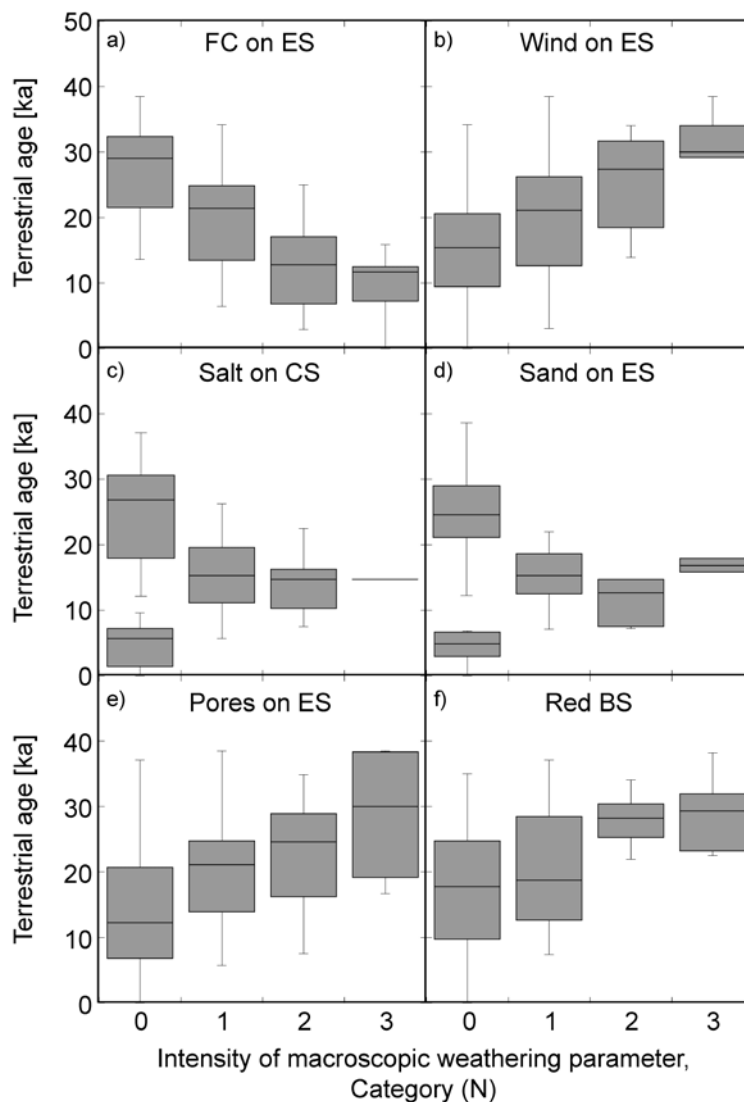 50
a) FC on ES
b) Wind on ES
40
30
20
10
0
Terrestrial age [ka]
c) Salt on CS
d) Sand on ES
40
30
20
10
0
Terrestrial age [ka]
e) Pores on ES
f) Red BS
40
30
20
10
0
Terrestrial age [ka]
0 1 2 3 0 1 2 3
Intensity of macroscopic weathering parameter,
Category (N)